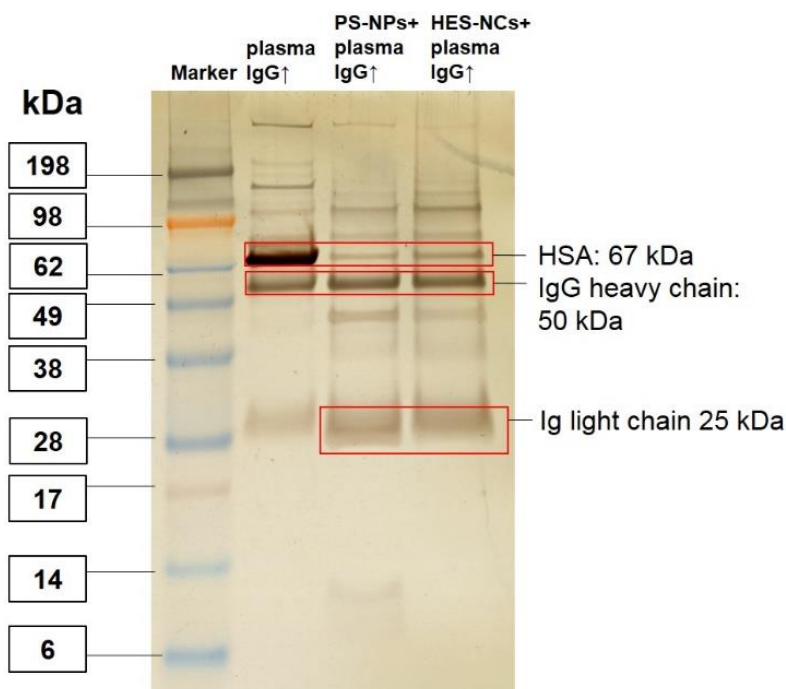 PS-NPs+ HES-NCs+
plasma plasma plasma
Marker IgG↑ IgG↑ IgG↑
kDa
198
98
62
49
38
28
17
14
6
HSA: 67 kDa
IgG heavy chain:
50 kDa
Ig light chain 25 kDa